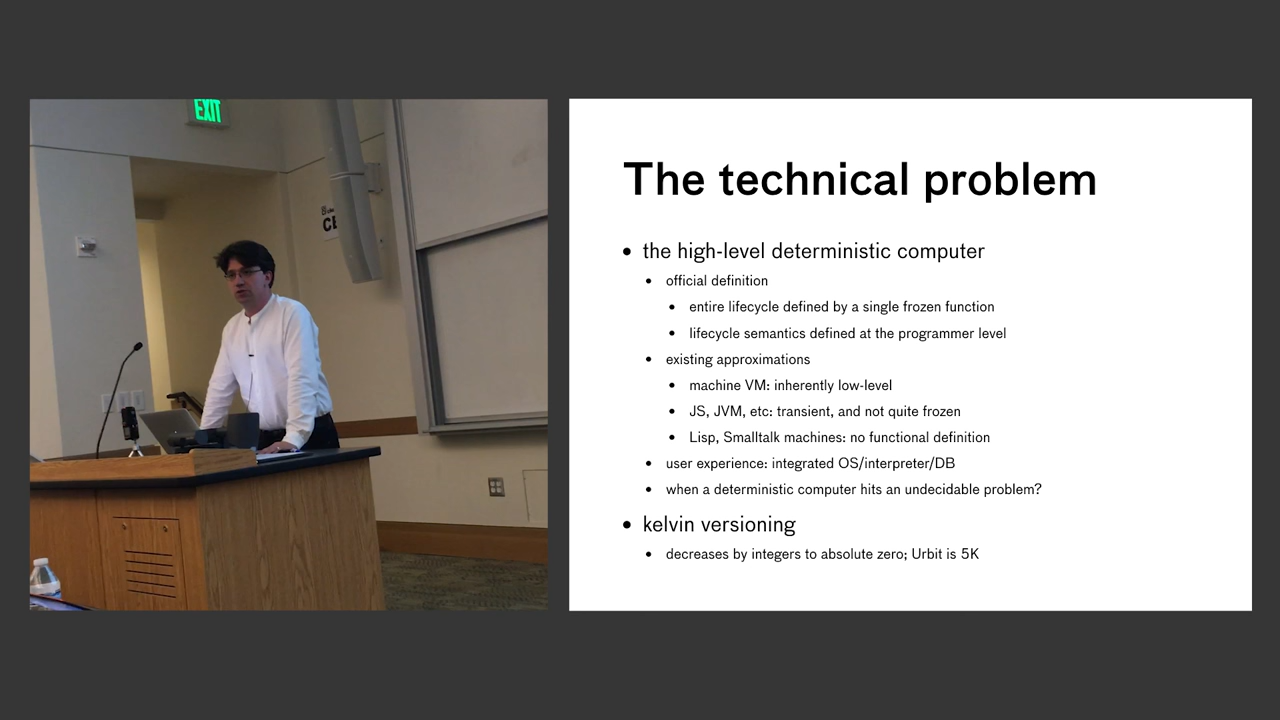 EXIT
The technical problem
• the high-level deterministic computer
• official definition
• entire lifecycle defined by a single frozen function
• lifecycle semantics defined at the programmer level
• existing approximations
• machine VM: inherently low-level
• JS, JVM, etc: transient, and not quite frozen
• Lisp, Smalltalk machines: no functional definition
• user experience: integrated OS/interpreter/DB
• when a deterministic computer hits an undecidable problem?
• kelvin versioning
• decreases by integers to absolute zero; Urbit is 5K